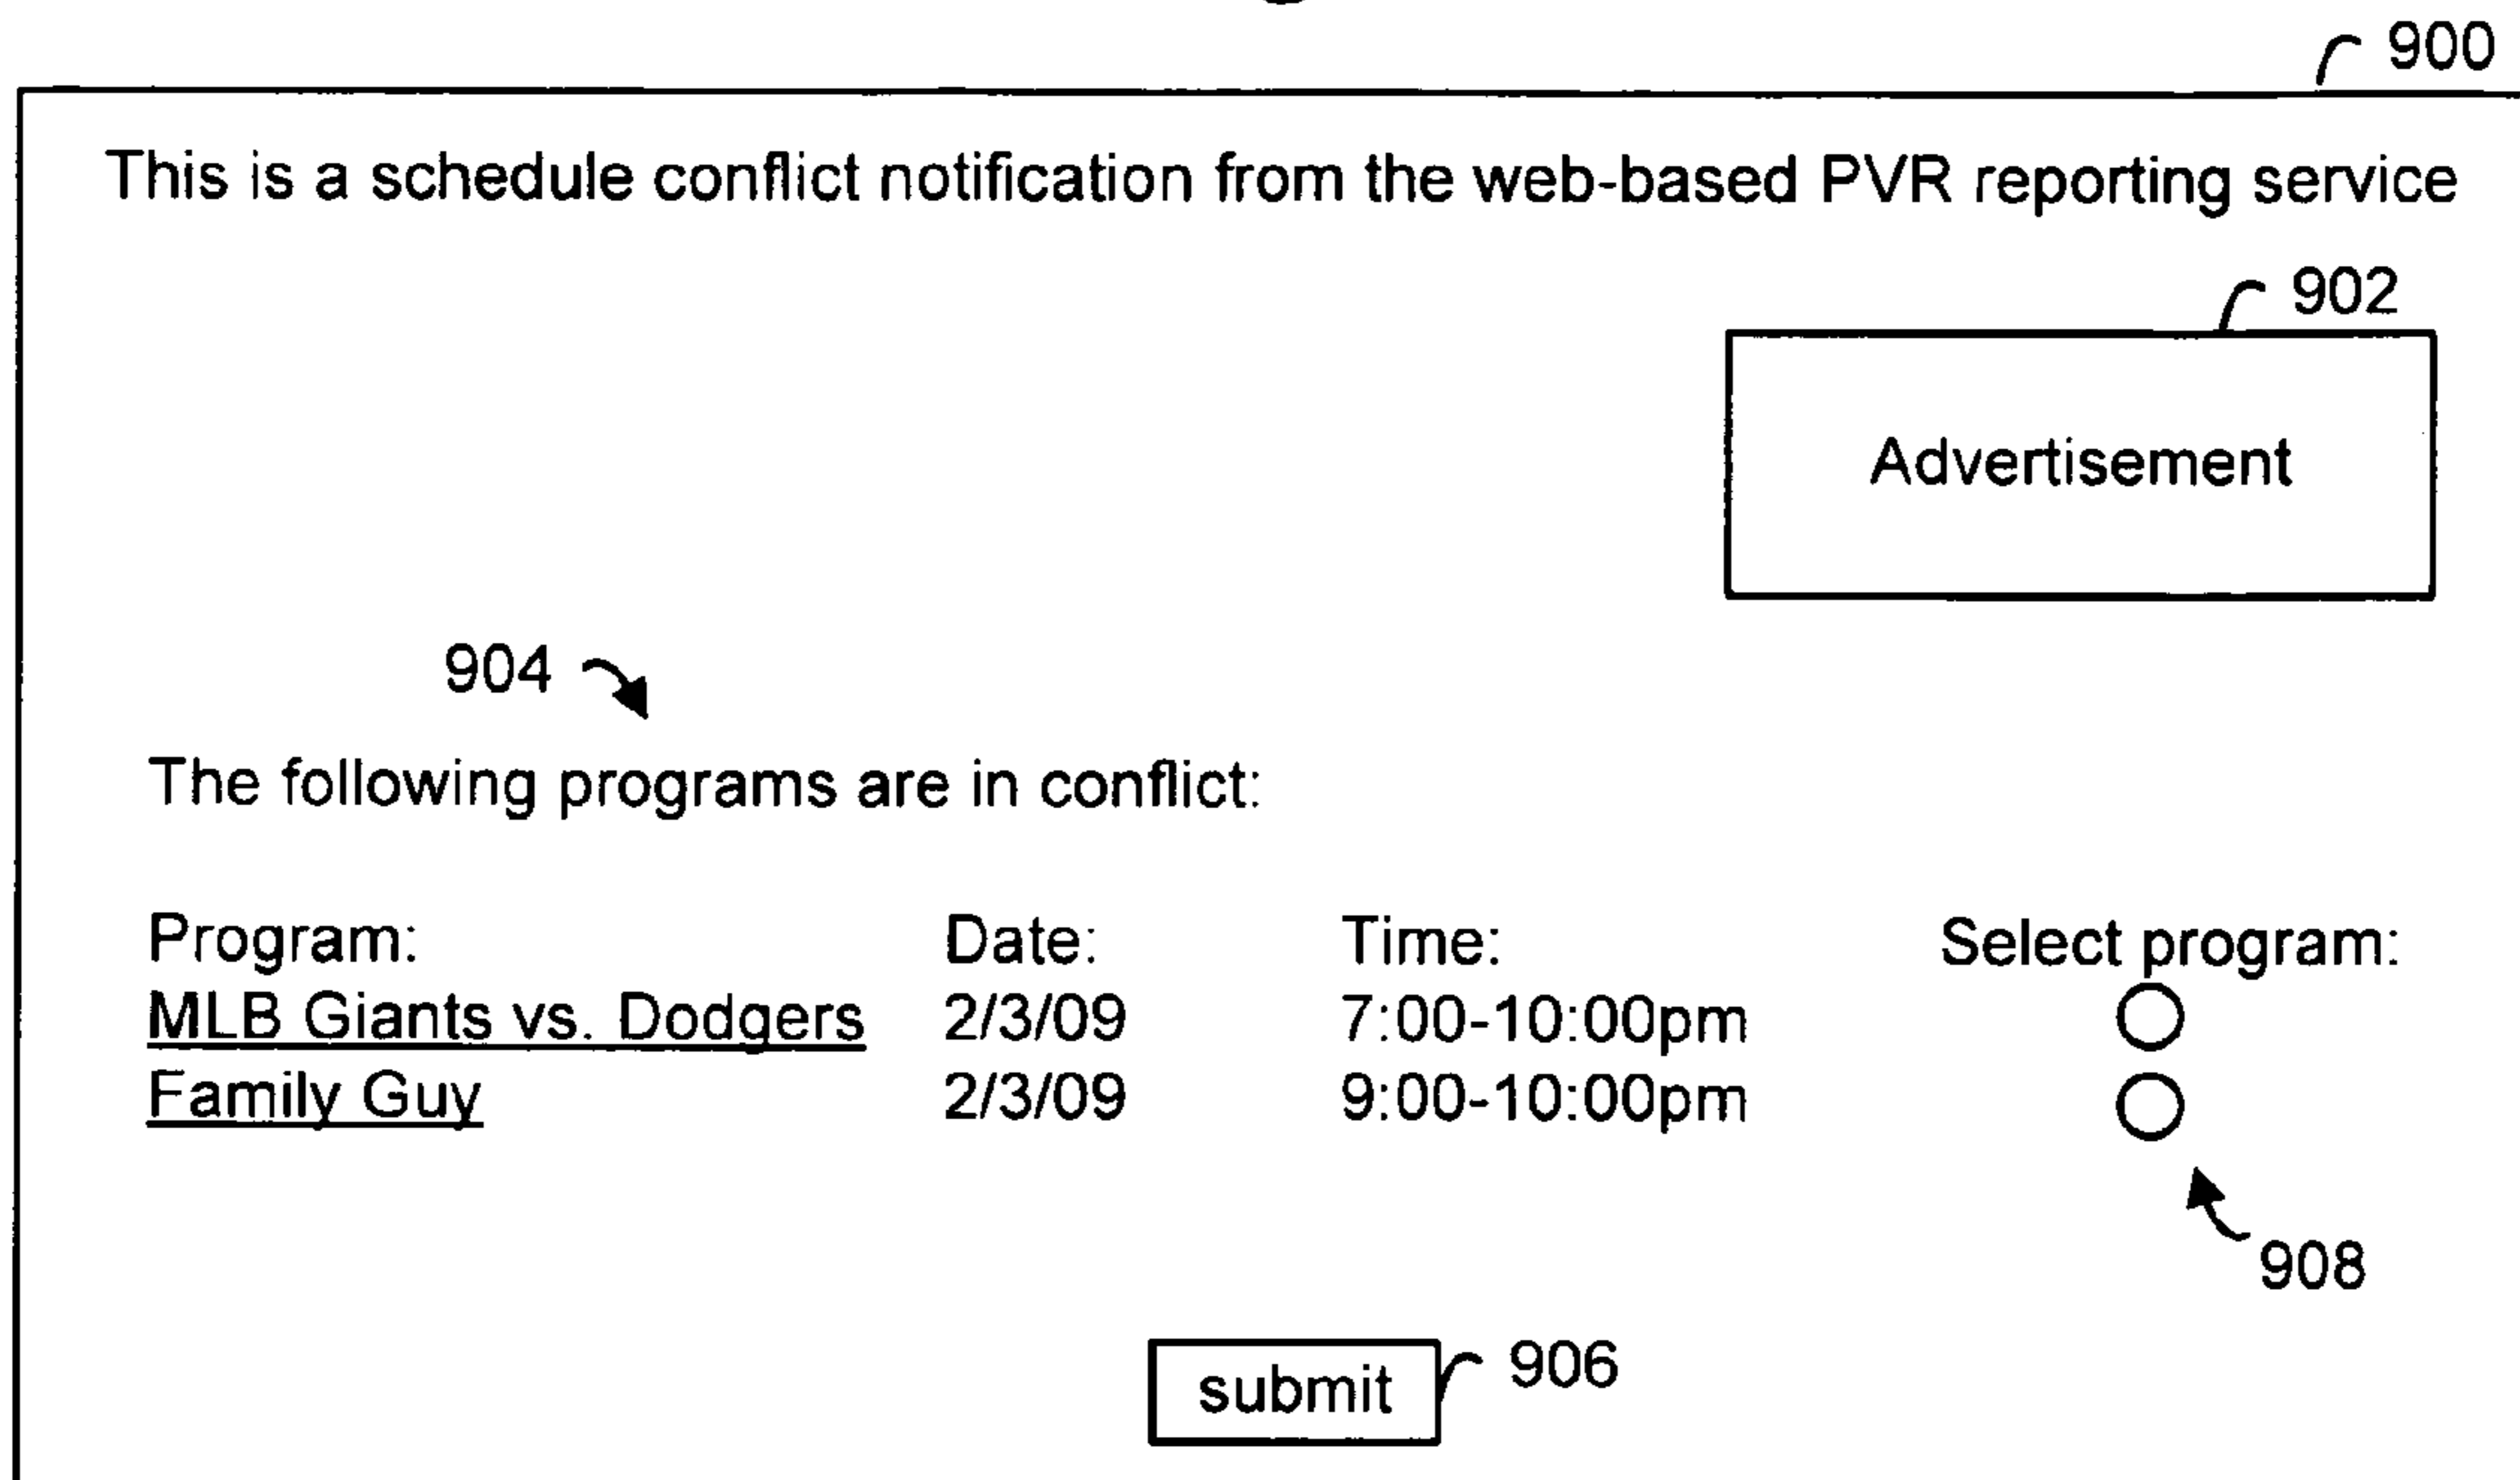 900
This is a schedule conflict notification from the web-based PVR reporting service
902
Advertisement
904
The following programs are in conflict:
Program: Date: Time: Select program:
MLB Giants vs. Dodgers 2/3/09 7:00-10:00pm
Family Guy 2/3/09 9:00-10:00pm
908
submit 906